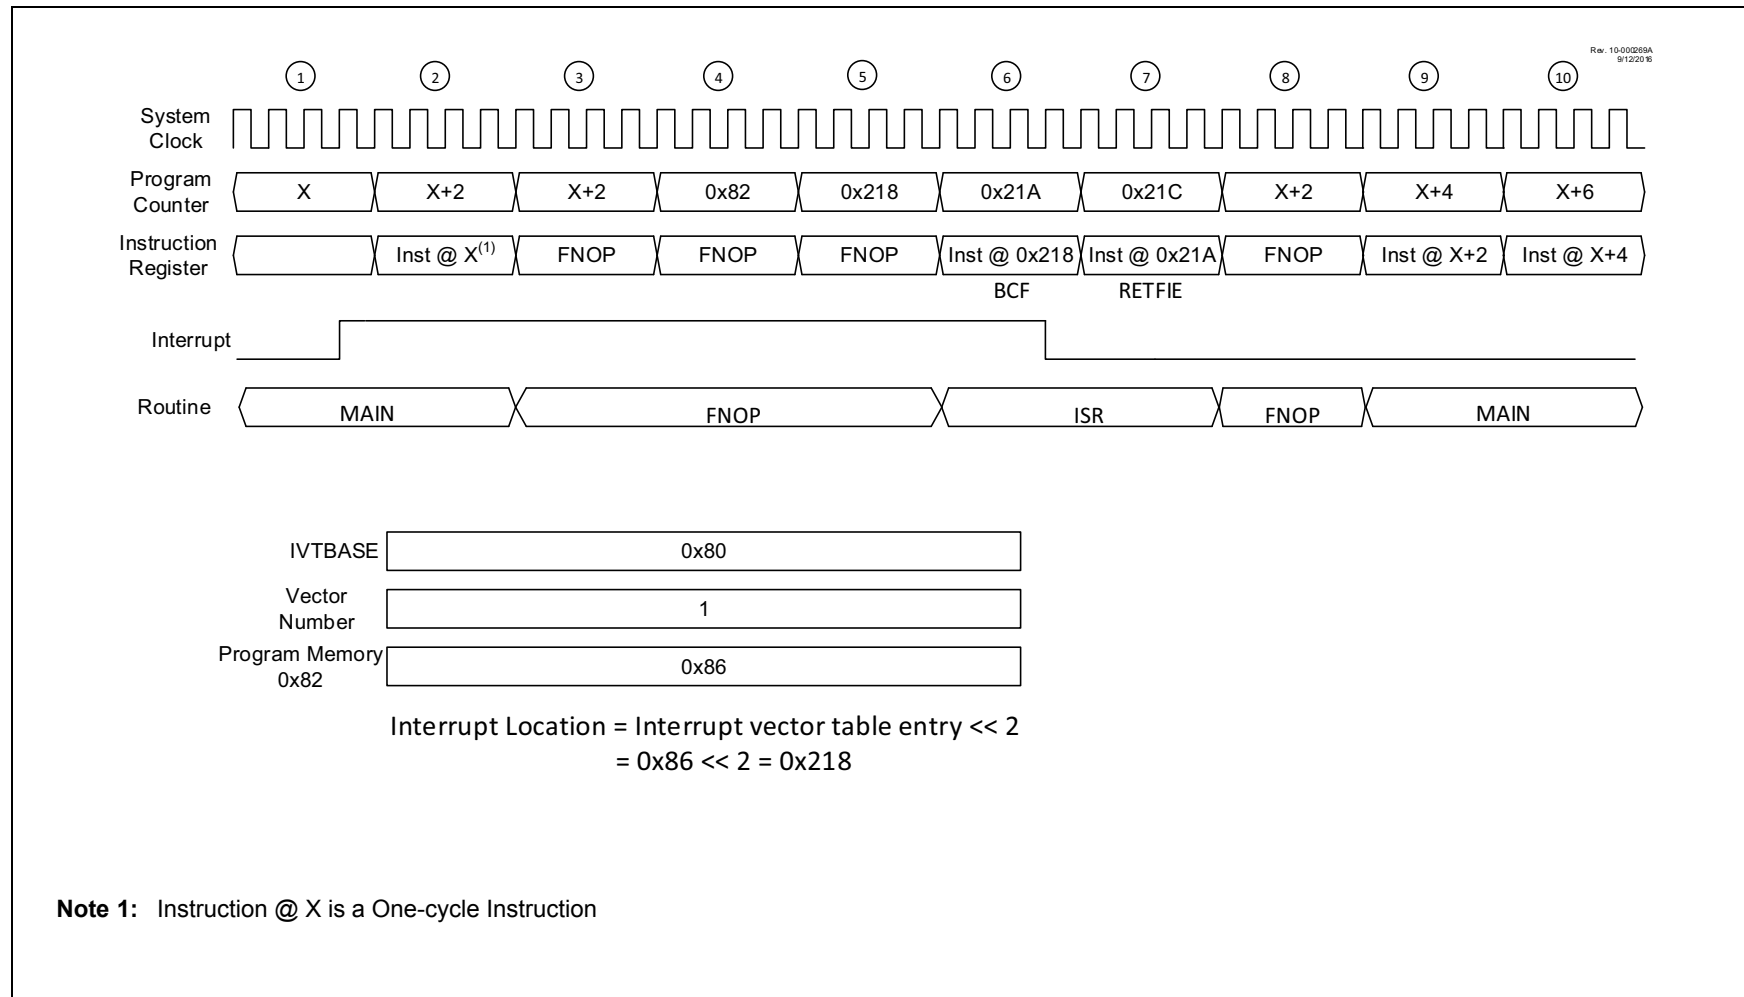 Rev. 10-000269A
9/12/2016
1 2 3 4 5 6 7 8 9 10
System
Clock
Program
Counter
X X+2 X+2 0x82 0x218 0x21A 0x21C X+2 X+4 X+6
Instruction
Register
Inst @ X(1) FNOP FNOP FNOP Inst @ 0x218 Inst @ 0x21A FNOP Inst @ X+2 Inst @ X+4
BCF RETFIE
Interrupt
Routine MAIN FNOP ISR FNOP MAIN
IVTBASE 0x80
Vector
Number
1
Program Memory
0x82
0x86
Interrupt Location = Interrupt vector table entry << 2
= 0x86 << 2 = 0x218
Note 1: Instruction @ X is a One-cycle Instruction